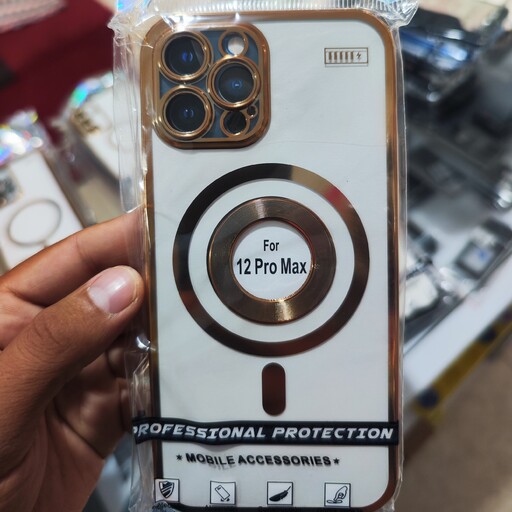 For
12 Pro Max
PROFESSIONAL PROTECTION
★ MOBILE ACCESSORIES ★